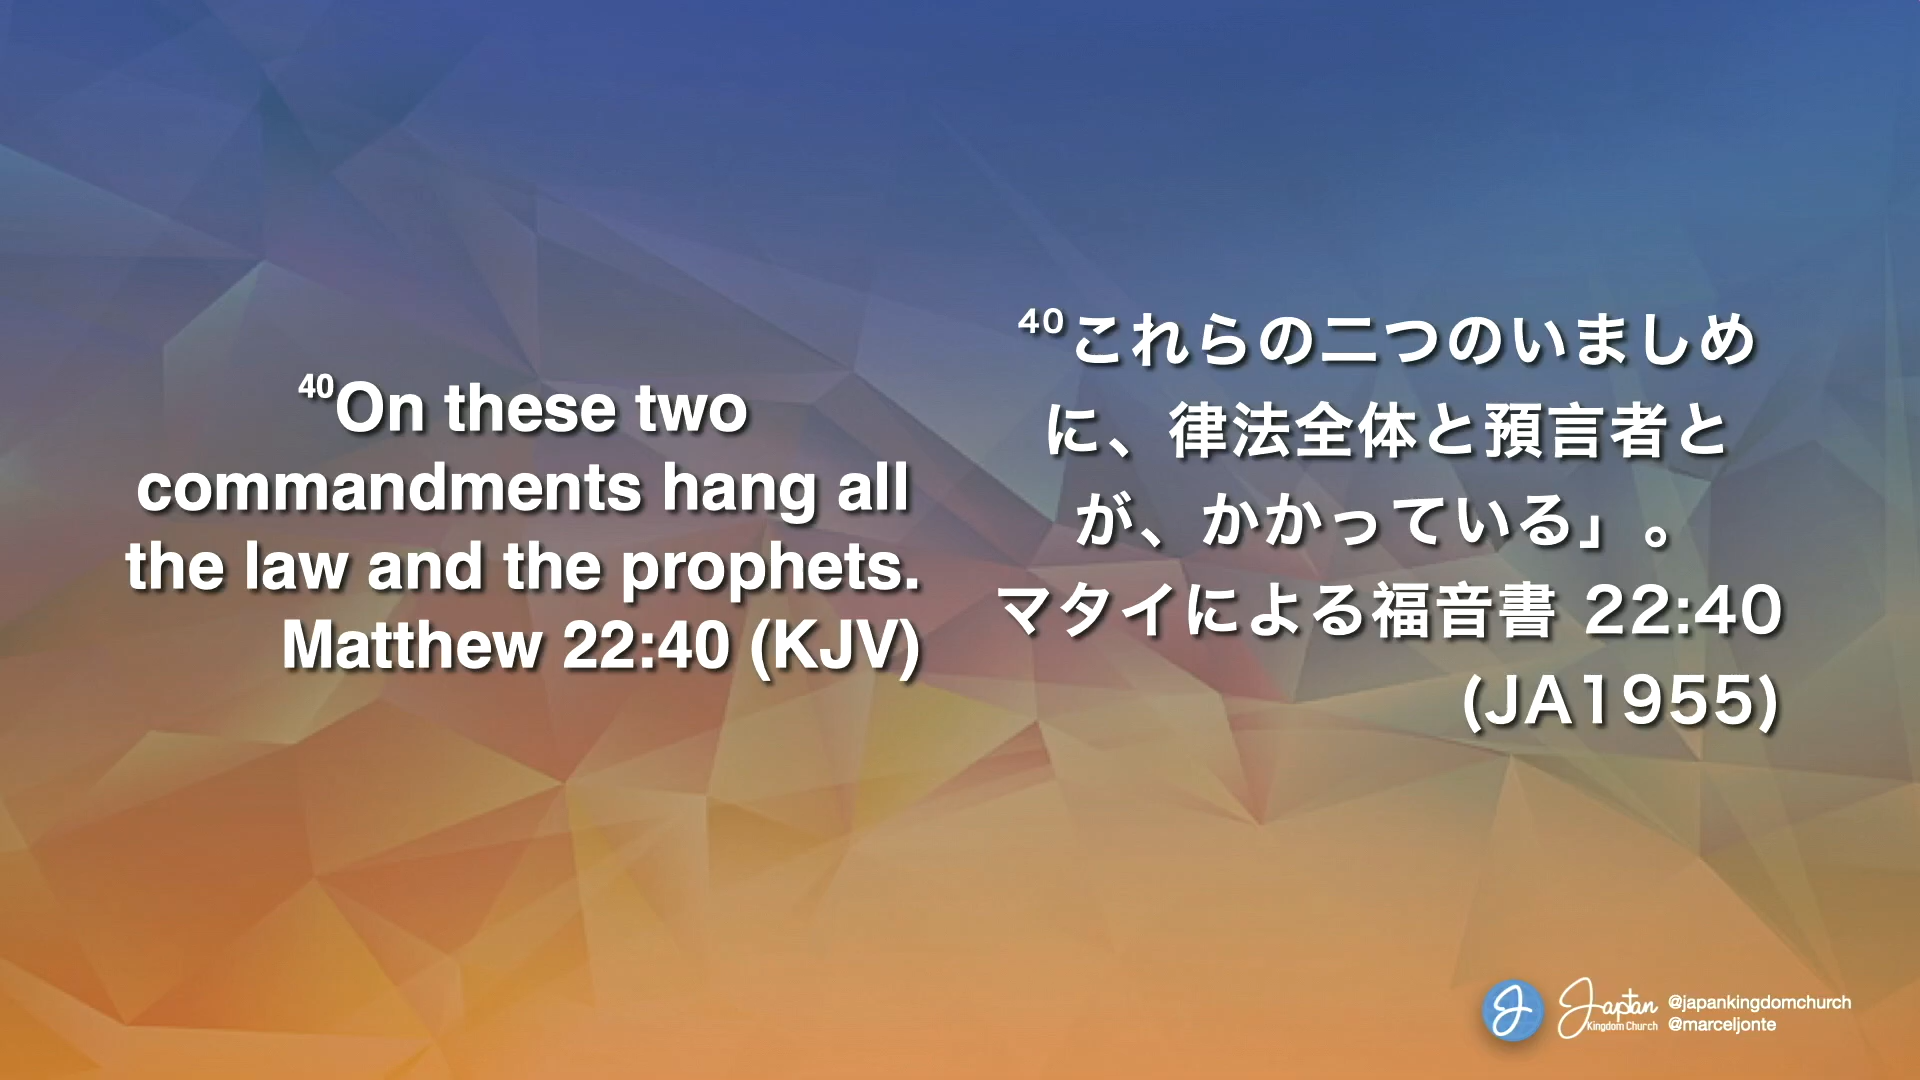 40On these two
commandments hang all
the law and the prophets.
Matthew 22:40 (KJV)
40これらの二つのいましめ
に、律法全体と預言者と
が、かかっている」。
マタイによる福音書 22:40
(JA1955)
Japan
Kingdom Church
@japankingdomchurch
@marceljonte